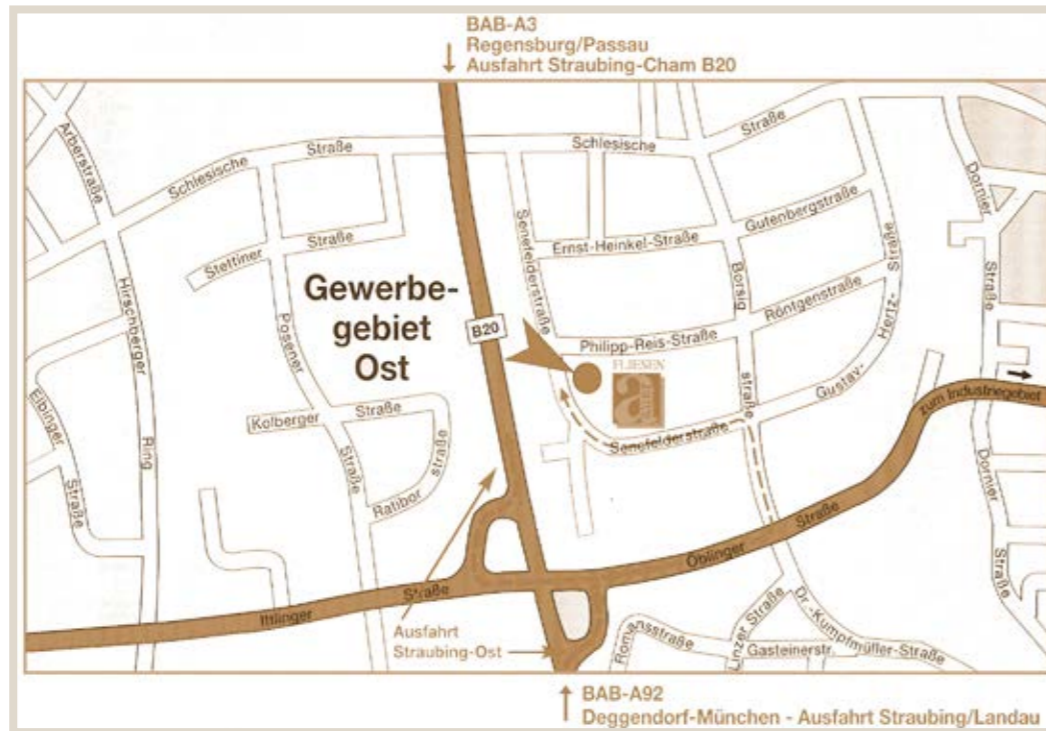 BAB-A3
Regensburg/Passau
Ausfahrt Straubing-Cham B20
Arberstraße
Schlesische
Straße
Schlesische
Straße
Dornier
Straße
Senefelderstraße
Ernst-Heinkel-Straße
Gutenbergstraße
Stettiner
Straße
Hirschberger
Ring
Posener
Straße
Gewerbe-
gebiet
Ost
B20
Borsig
straße
Röntgenstraße
Gustav-
Hertz-
Straße
Philipp-Reis-Straße
FLIESEN
Elbinger
Straße
Kolberger
Straße
Ratibor
straße
Senefelderstraße
zum Industriegebiet
Dornier
Straße
Ittlinger
Straße
Öblinger
Straße
Ausfahrt
Straubing-Ost
Romansstraße
Linzer Straße
Gasteinerstr.
Dr.-Kumpfmüller-Straße
BAB-A92
Deggendorf-München - Ausfahrt Straubing/Landau